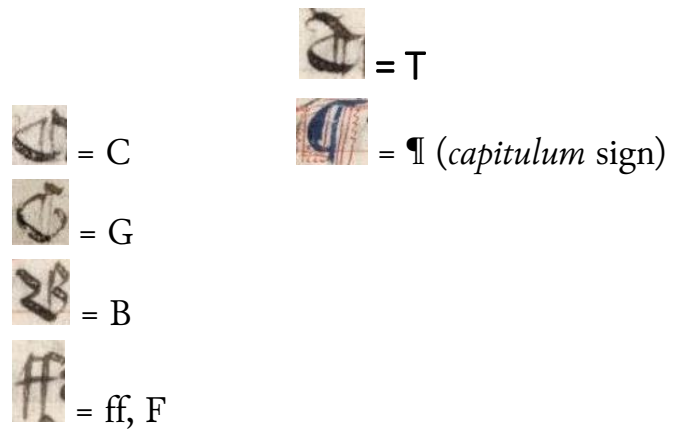 = T
= C
= ¶ (capitulum sign)
= G
= B
= ff, F